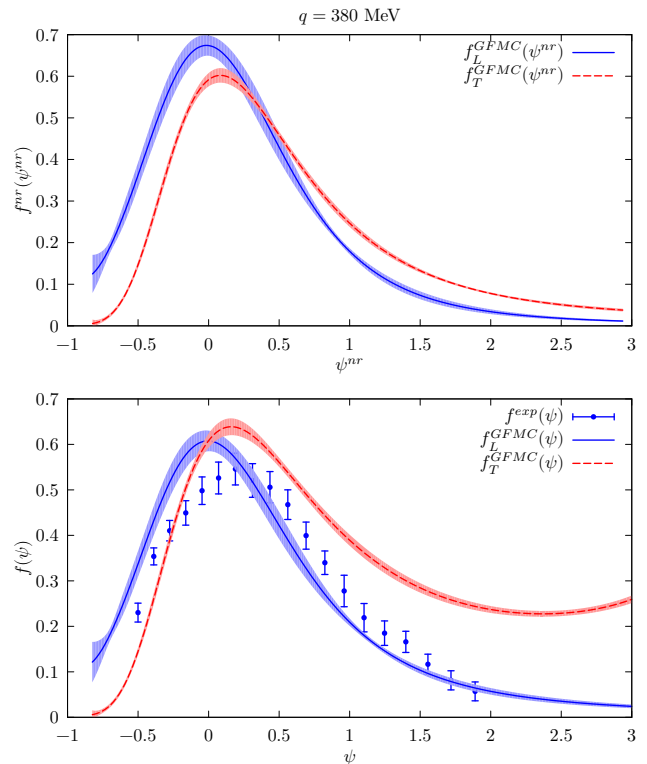 q = 380 MeV
0.7
0.6
0.5
0.4
0.3
0.2
0.1
0
f^{nr}(ψ^{nr})
f_L^{GFMC}(ψ^{nr})
f_T^{GFMC}(ψ^{nr})
-1 -0.5 0 0.5 1 1.5 2 2.5 3
ψ^{nr}
0.7
0.6
0.5
0.4
0.3
0.2
0.1
0
f(ψ)
f^{exp}(ψ)
f_L^{GFMC}(ψ)
f_T^{GFMC}(ψ)
-1 -0.5 0 0.5 1 1.5 2 2.5 3
ψ